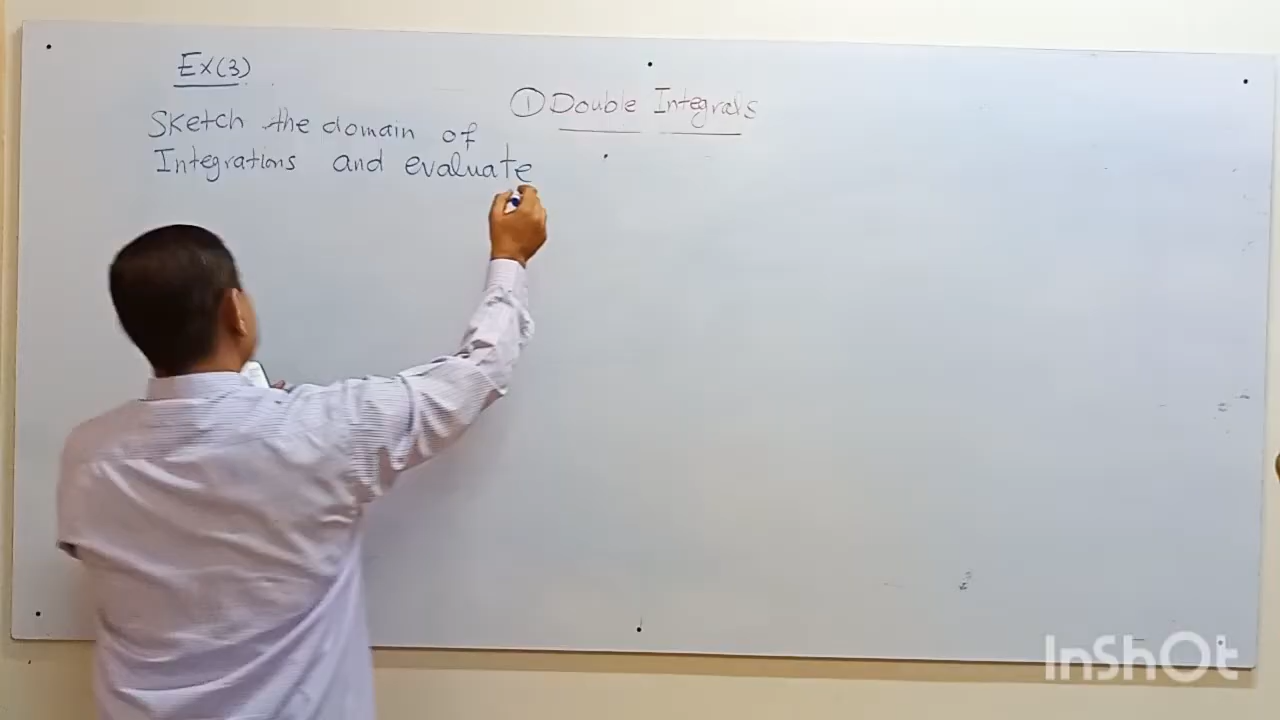 Ex(3)
① Double Integrals
Sketch the domain of
Integrations and evaluate
InShOt